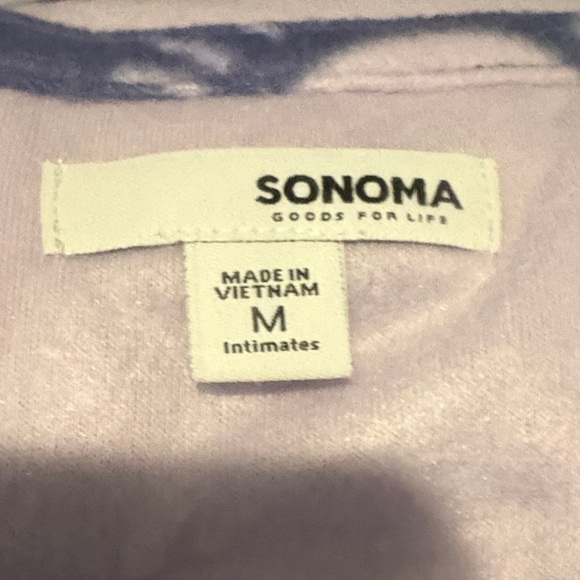 SONOMA
GOODS FOR LIFE
MADE IN
VIETNAM
M
Intimates